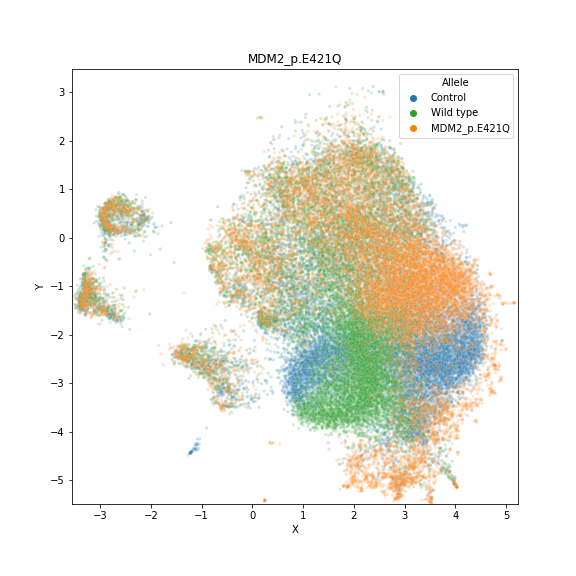 MDM2_p.E421Q
Allele
Control
Wild type
MDM2_p.E421Q
3
2
1
0
−1
−2
−3
−4
−5
Y
−3 −2 −1 0 1 2 3 4 5
X